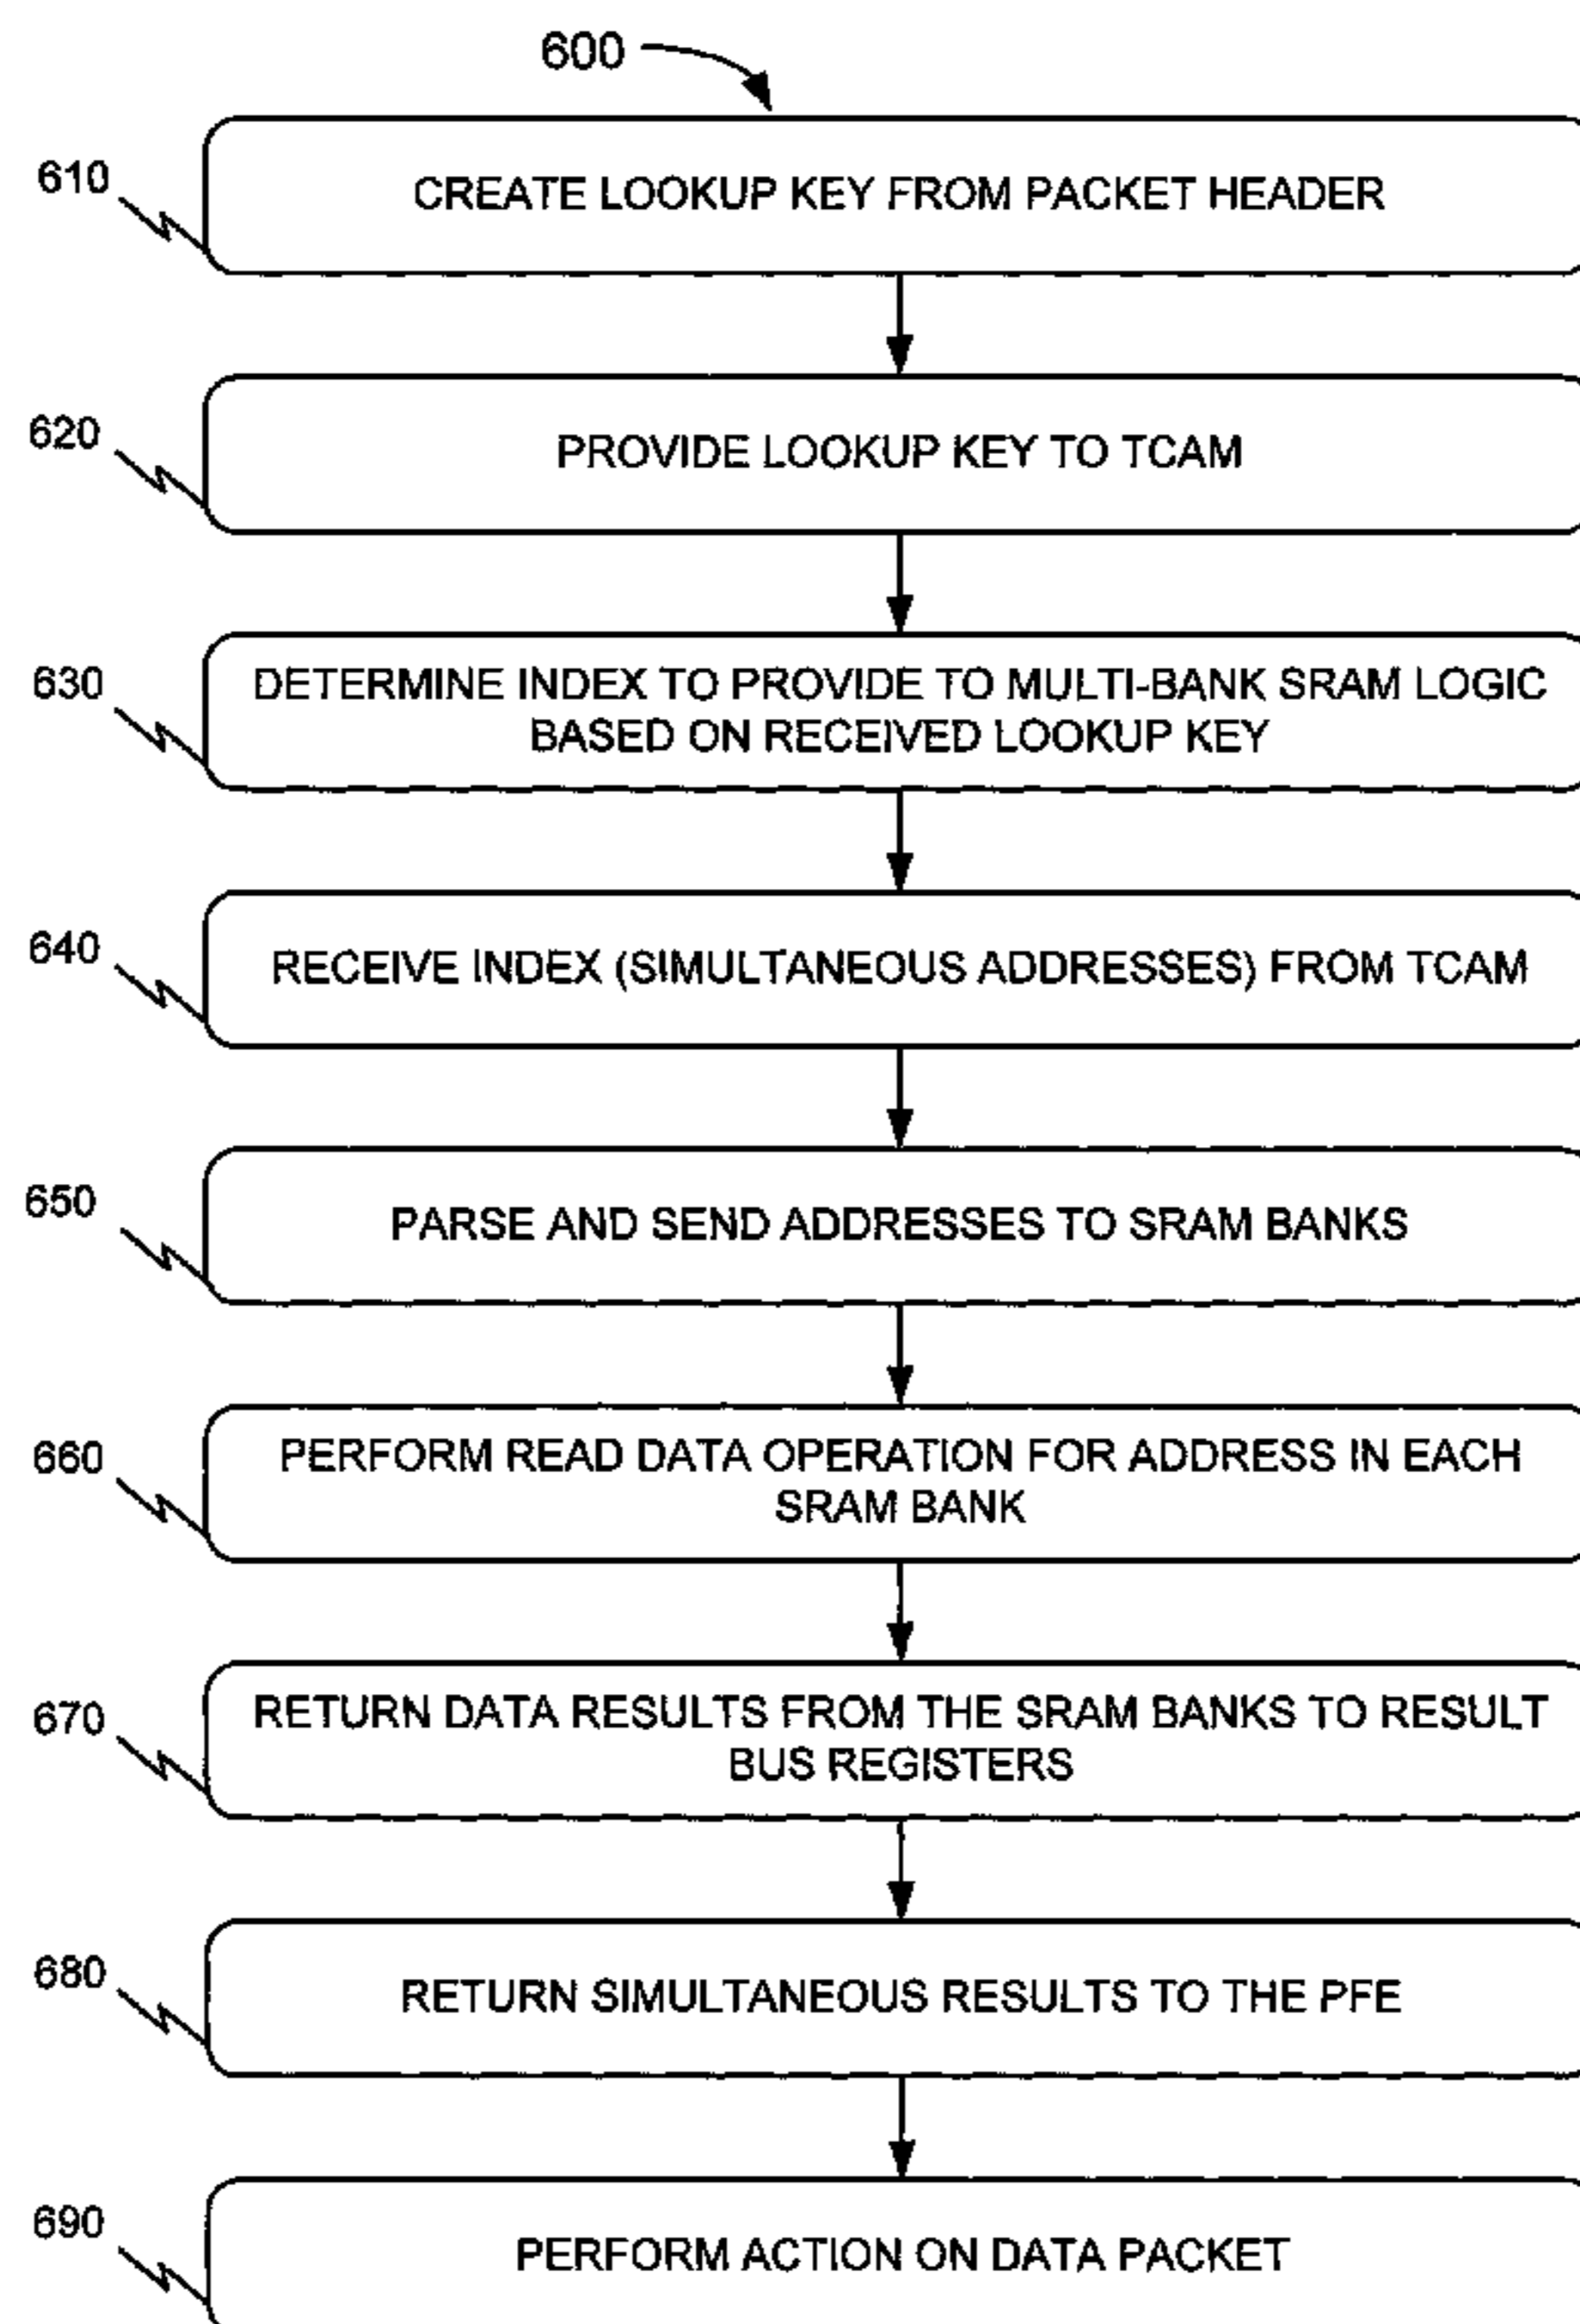 600
610
CREATE LOOKUP KEY FROM PACKET HEADER
620
PROVIDE LOOKUP KEY TO TCAM
630
DETERMINE INDEX TO PROVIDE TO MULTI-BANK SRAM LOGIC
BASED ON RECEIVED LOOKUP KEY
640
RECEIVE INDEX (SIMULTANEOUS ADDRESSES) FROM TCAM
650
PARSE AND SEND ADDRESSES TO SRAM BANKS
660
PERFORM READ DATA OPERATION FOR ADDRESS IN EACH
SRAM BANK
670
RETURN DATA RESULTS FROM THE SRAM BANKS TO RESULT
BUS REGISTERS
680
RETURN SIMULTANEOUS RESULTS TO THE PFE
690
PERFORM ACTION ON DATA PACKET